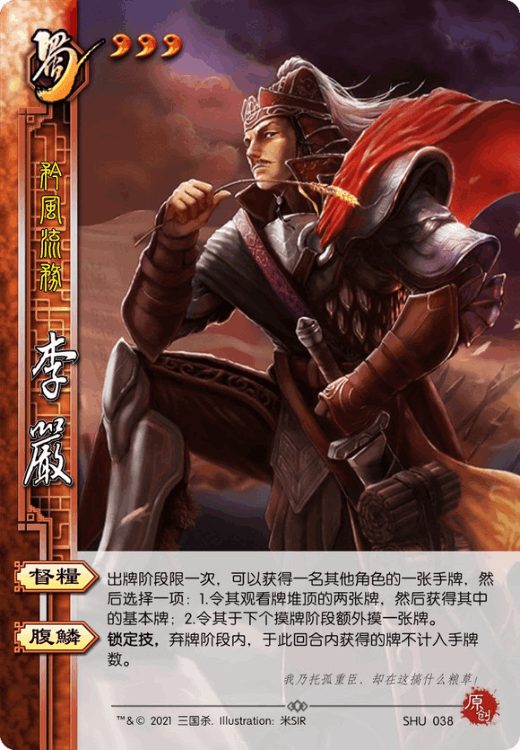 蜀
矜風流務
李嚴
督糧
出牌阶段限一次，可以获得一名其他角色的一张手牌，然
后选择一项：1.令其观看牌堆顶的两张牌，然后获得其中
的基本牌；2.令其于下个摸牌阶段额外摸一张牌。
腹鱗
锁定技，弃牌阶段内，于此回合内获得的牌不计入手牌
数。
我乃托孤重臣，却在这搞什么粮草！
原创
™&© 2021 三国杀. Illustration: 米SIR
SHU 038